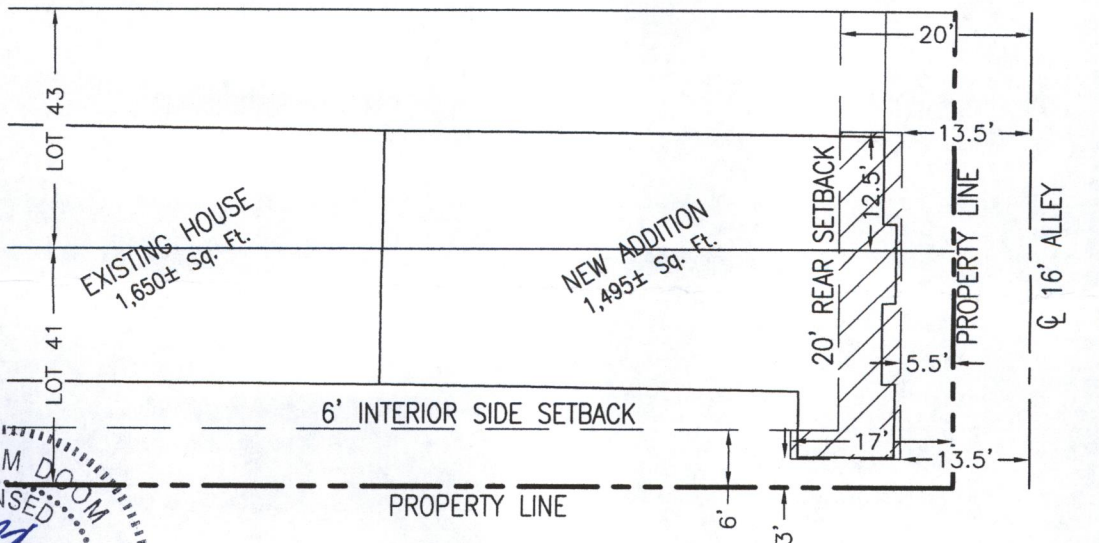 20'
LOT 43
13.5'
EXISTING HOUSE
1,650± Sq. Ft.
NEW ADDITION
1,495± Sq. Ft.
20' REAR SETBACK
12.5'
PROPERTY LINE
℄ 16' ALLEY
LOT 41
5.5'
6' INTERIOR SIDE SETBACK
17'
13.5'
PROPERTY LINE
6'
3'
M DOOM
NSED